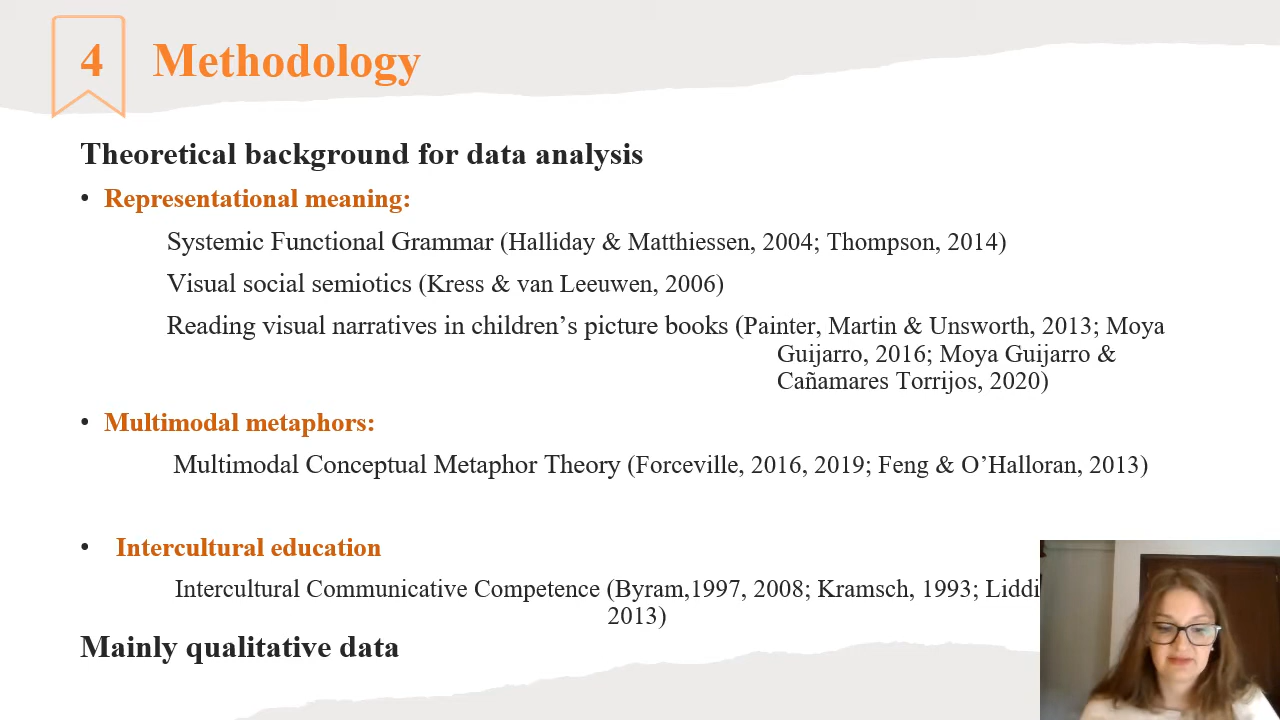 4 Methodology
Theoretical background for data analysis
• Representational meaning:
Systemic Functional Grammar (Halliday & Matthiessen, 2004; Thompson, 2014)
Visual social semiotics (Kress & van Leeuwen, 2006)
Reading visual narratives in children’s picture books (Painter, Martin & Unsworth, 2013; Moya
Guijarro, 2016; Moya Guijarro &
Cañamares Torrijos, 2020)
• Multimodal metaphors:
Multimodal Conceptual Metaphor Theory (Forceville, 2016, 2019; Feng & O’Halloran, 2013)
• Intercultural education
Intercultural Communicative Competence (Byram,1997, 2008; Kramsch, 1993;
2013)
Mainly qualitative data